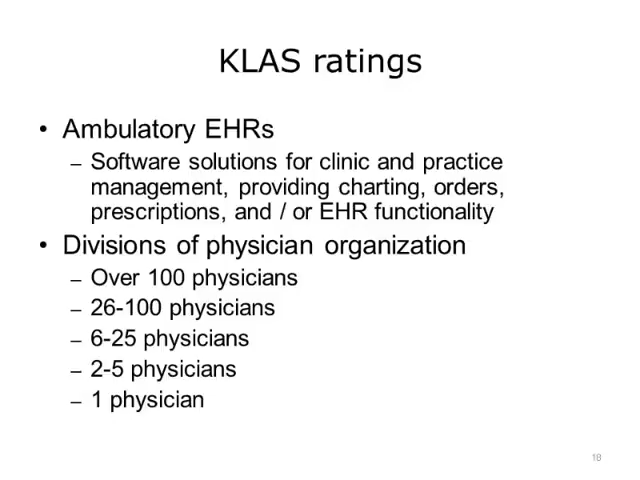 KLAS ratings
• Ambulatory EHRs
– Software solutions for clinic and practice
management, providing charting, orders,
prescriptions, and / or EHR functionality
• Divisions of physician organization
– Over 100 physicians
– 26-100 physicians
– 6-25 physicians
– 2-5 physicians
– 1 physician
18